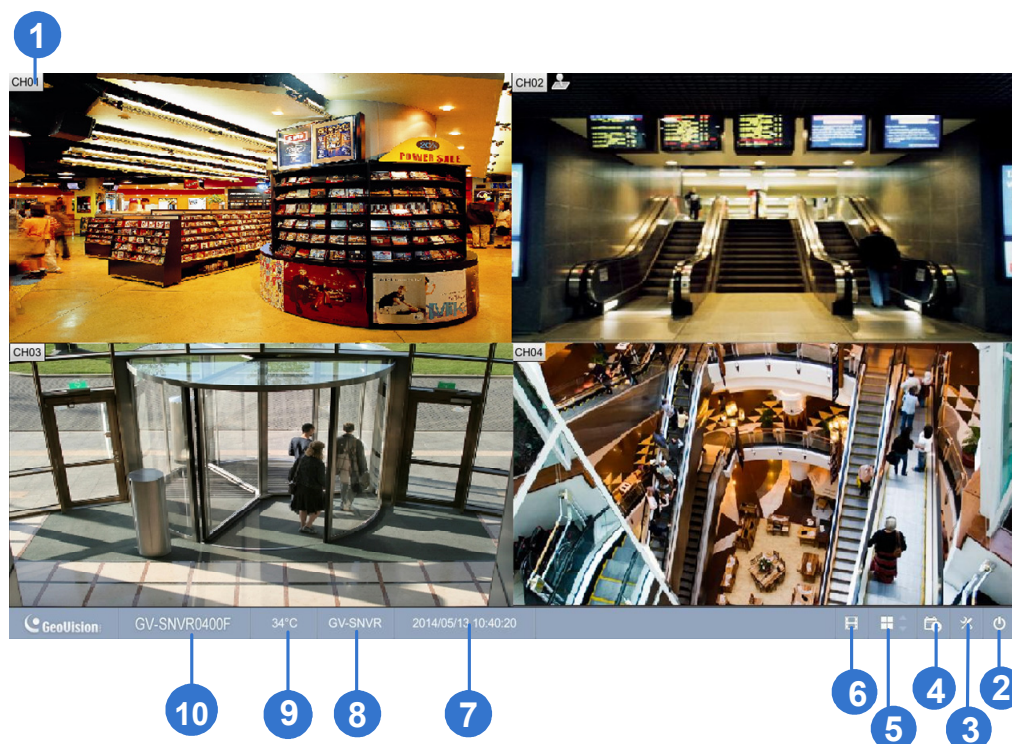 1
CH01
CH02
20%
POWER SALE
CH03
CH04
GeoVision
GV-SNVR0400F
34°C
GV-SNVR
2014/05/13 10:40:20
10
9
8
7
6
5
4
3
2